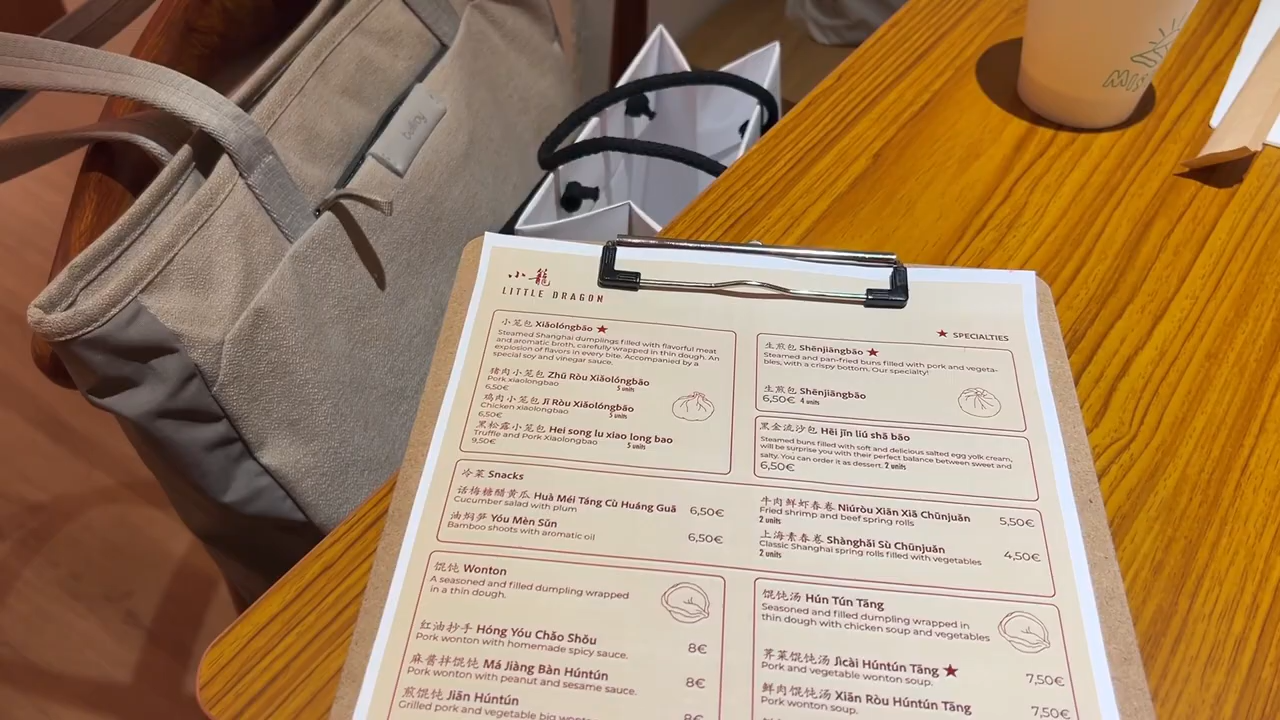 bellroy
MIS
小籠
LITTLE DRAGON
★ SPECIALTIES
小笼包 Xiǎolóngbāo ★
Steamed Shanghai dumplings filled with flavorful meat
and aromatic broth, carefully wrapped in thin dough. An
explosion of flavors in every bite. Accompanied by a
special soy and vinegar sauce.
猪肉小笼包 Zhū Ròu Xiǎolóngbāo
Pork xiaolongbao 5 units
6,50€
鸡肉小笼包 Jī Ròu Xiǎolóngbāo
Chicken xiaolongbao 5 units
6,50€
黑松露小笼包 Hei song lu xiao long bao
Truffle and Pork Xiaolongbao 5 units
9,50€
生煎包 Shēnjiāngbāo ★
Steamed and pan-fried buns filled with pork and vegeta-
bles, with a crispy bottom. Our specialty!
生煎包 Shēnjiāngbāo
6,50€ 4 units
黑金流沙包 Hēi jīn liú shā bāo
Steamed buns filled with soft and delicious salted egg yolk cream,
will be surprise you with their perfect balance between sweet and
salty. You can order it as dessert. 2 units
6,50€
冷菜 Snacks
话梅糖醋黄瓜 Huà Méi Táng Cù Huáng Guā 6,50€
Cucumber salad with plum
油焖笋 Yóu Mèn Sǔn 6,50€
Bamboo shoots with aromatic oil
牛肉鲜虾春卷 Niúròu Xiān Xiā Chūnjuǎn 5,50€
Fried shrimp and beef spring rolls
2 units
上海素春卷 Shànghǎi Sù Chūnjuǎn 4,50€
Classic Shanghai spring rolls filled with vegetables
2 units
馄饨 Wonton
A seasoned and filled dumpling wrapped
in a thin dough.
红油抄手 Hóng Yóu Chǎo Shǒu 8€
Pork wonton with homemade spicy sauce.
麻酱拌馄饨 Má Jiàng Bàn Húntún 8€
Pork wonton with peanut and sesame sauce.
煎馄饨 Jiān Húntún 8€
Grilled pork and vegetable big
馄饨汤 Hún Tún Tāng
Seasoned and filled dumpling wrapped in
thin dough with chicken soup and vegetables
荠菜馄饨汤 Jìcài Húntún Tāng ★ 7,50€
Pork and vegetable wonton soup.
鲜肉馄饨汤 Xiān Ròu Húntún Tāng 7,50€
Pork wonton soup.